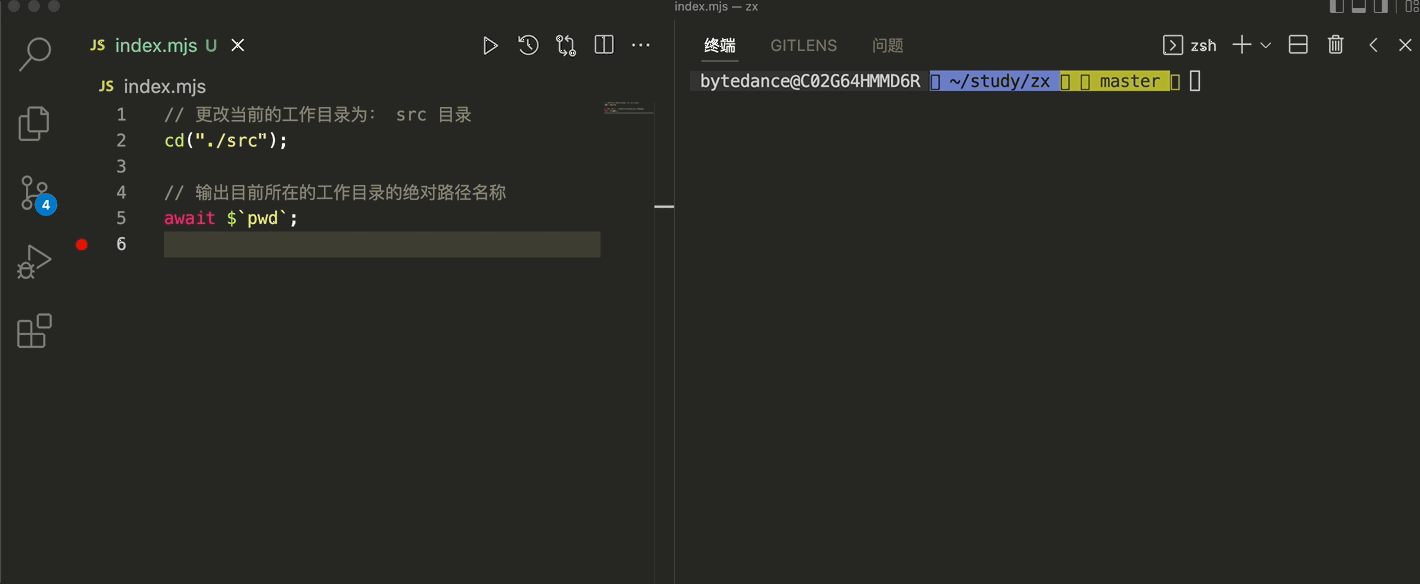 index.mjs — zx
JS index.mjs U
终端 GITLENS 问题 zsh
JS index.mjs
bytedance@C02G64HMMD6R ~/study/zx master
1 // 更改当前的工作目录为: src 目录
2 cd("./src");
3
4 // 输出目前所在的工作目录的绝对路径名称
5 await $`pwd`;
6
4